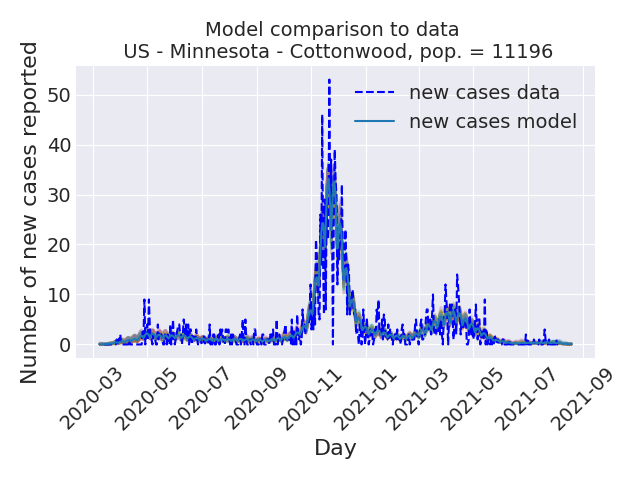 Model comparison to data
US - Minnesota - Cottonwood, pop. = 11196
Number of new cases reported
50
40
30
20
10
0
new cases data
new cases model
2020-03
2020-05
2020-07
2020-09
2020-11
2021-01
2021-03
2021-05
2021-07
2021-09
Day